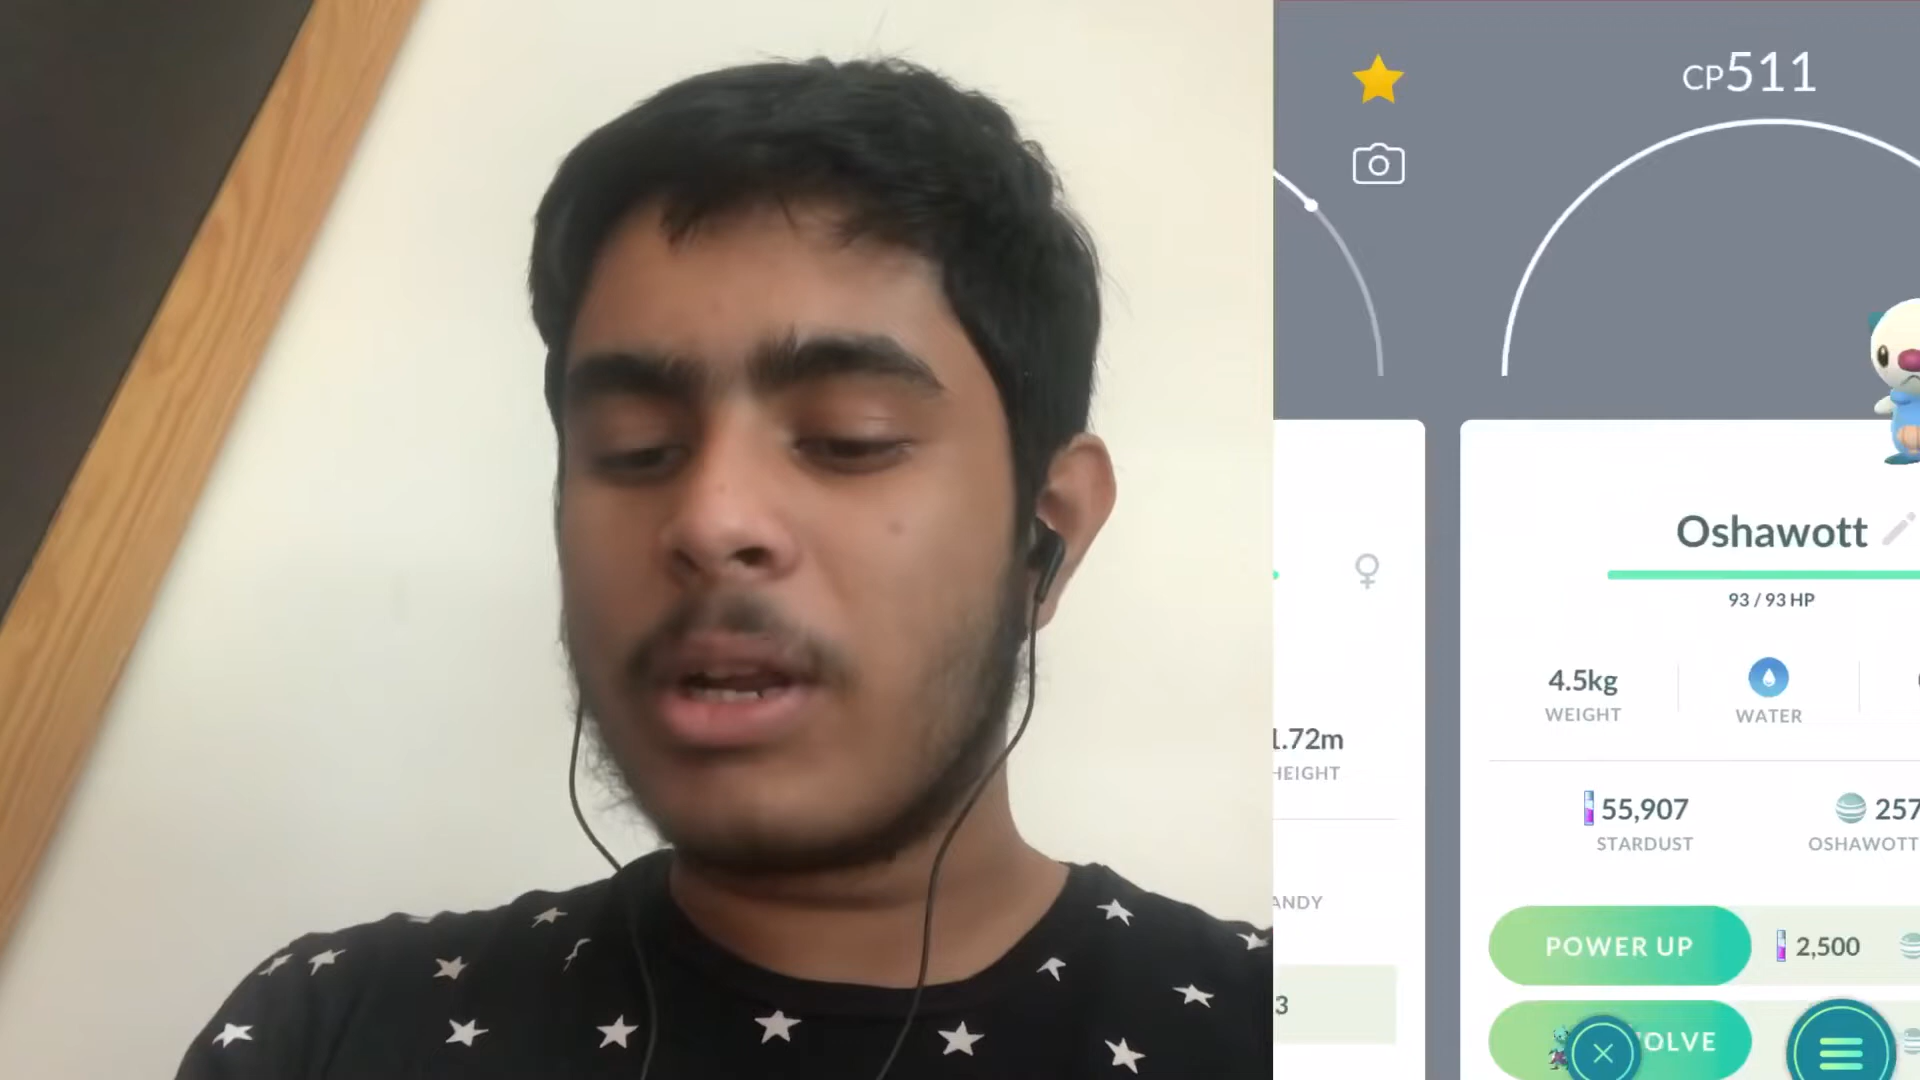 CP511
Oshawott
93 / 93 HP
1.72m
HEIGHT
4.5kg
WEIGHT
WATER
55,907
STARDUST
257
OSHAWOTT
ANDY
POWER UP
2,500
3
OLVE